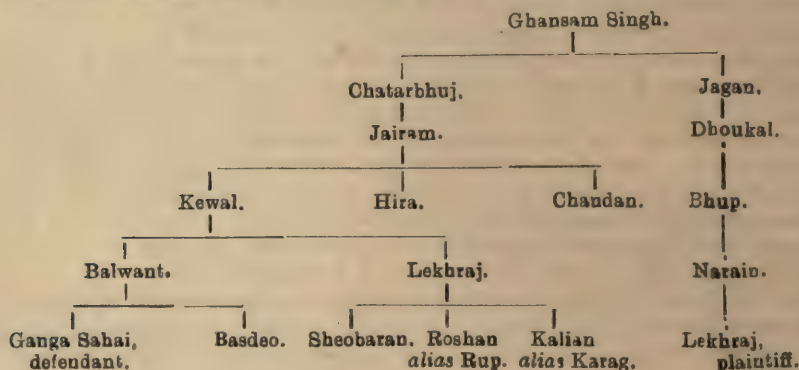 Ghansam Singh.
Chatarbhuj. Jagan.
Jairam. Dhoukal.
Kewal. Hira. Chandan. Bhup.
Balwant. Lekhraj. Narain.
Ganga Sahai, Basdeo. Sheobaran. Roshan Kalian Lekhraj,
defendant. alias Rup. alias Karag. plaintiff.